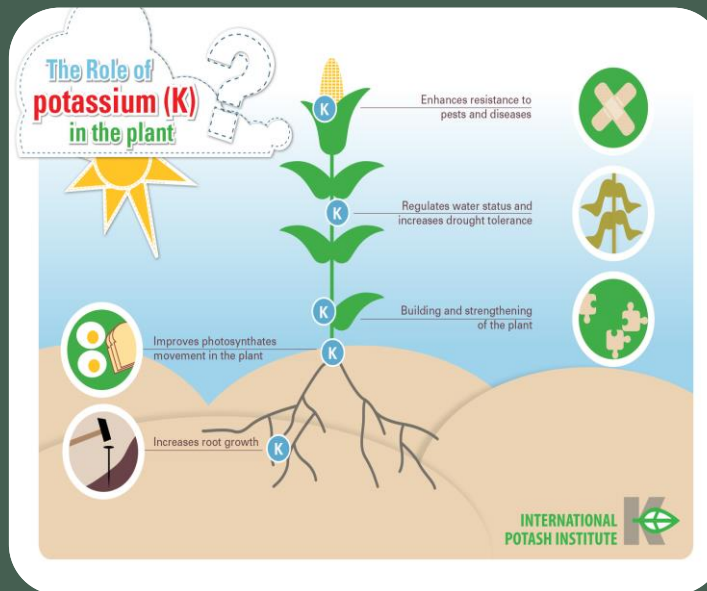 The Role of
potassium (K)
in the plant
?
K
Enhances resistance to
pests and diseases
K
Regulates water status and
increases drought tolerance
K
Building and strengthening
of the plant
Improves photosynthates
movement in the plant
K
Increases root growth
K
INTERNATIONAL
POTASH INSTITUTE
K